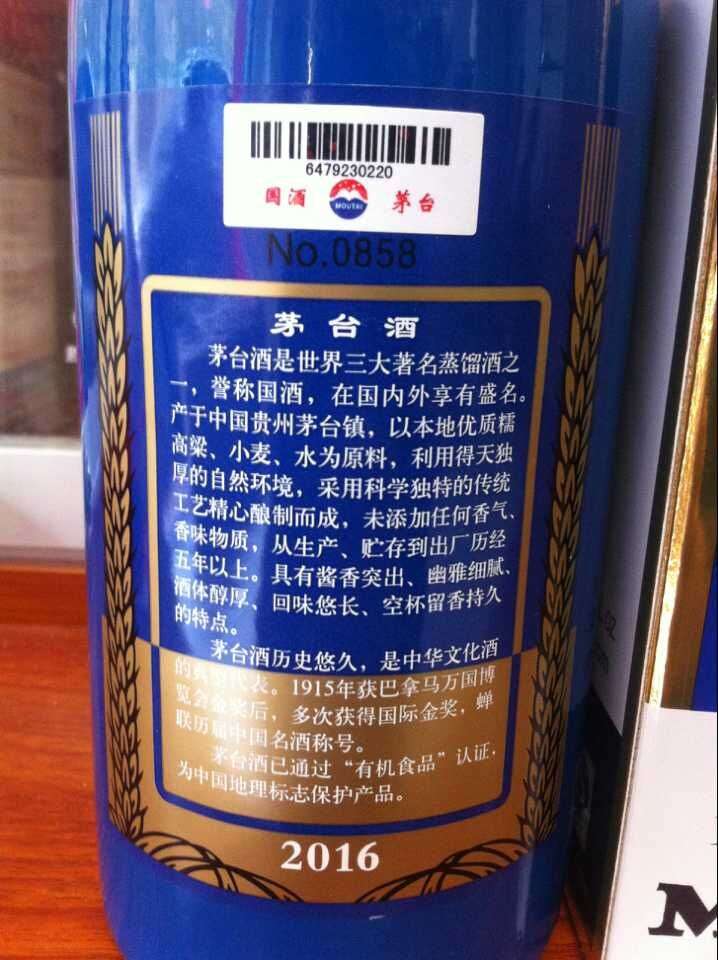 6479230220
国酒 MOUTAI 茅台
No.0858
茅台酒
茅台酒是世界三大著名蒸馏酒之
一，誉称国酒，在国内外享有盛名。
产于中国贵州茅台镇，以本地优质糯
高粱、小麦、水为原料，利用得天独
厚的自然环境，采用科学独特的传统
工艺精心酿制而成，未添加任何香气、
香味物质，从生产、贮存到出厂历经
五年以上。具有酱香突出、幽雅细腻、
酒体醇厚、回味悠长、空杯留香持久
的特点。
茅台酒历史悠久，是中华文化酒
的典型代表。1915年获巴拿马万国博
览会金奖后，多次获得国际金奖，蝉
联历届中国名酒称号。
茅台酒已通过“有机食品”认证，
为中国地理标志保护产品。
2016
M